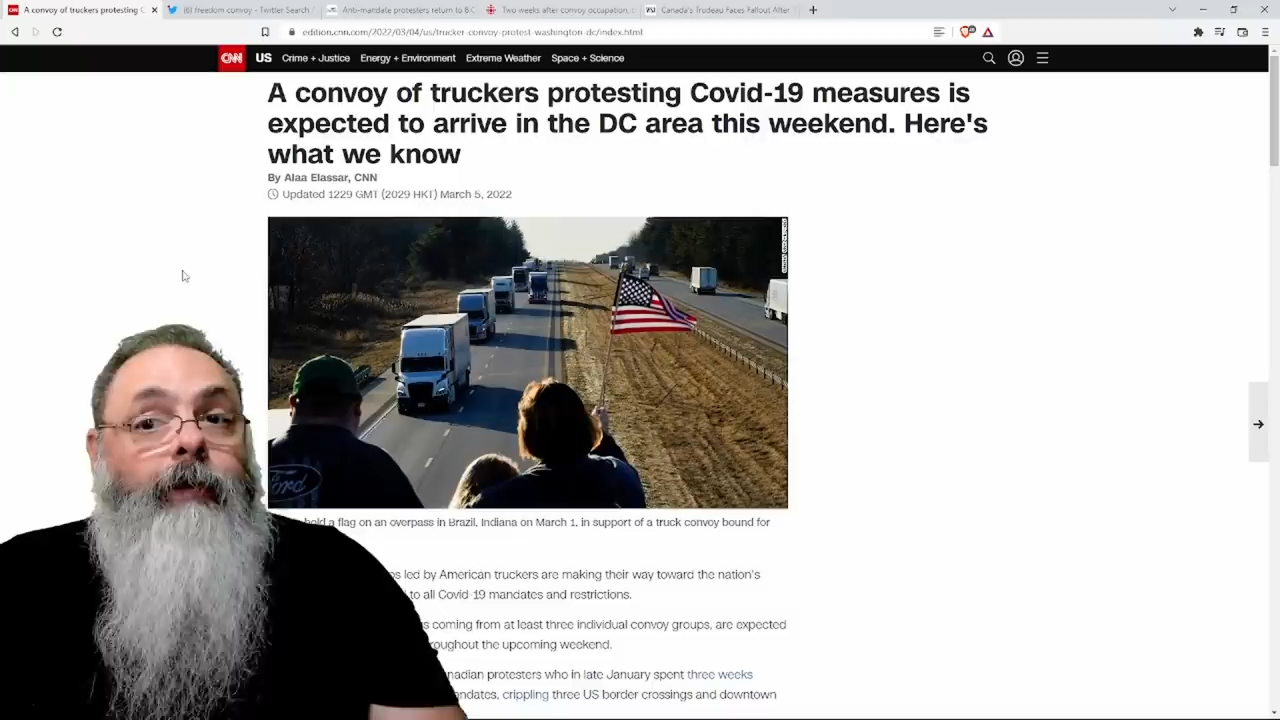 A convoy of truckers protesting C
(6) freedom convoy - Twitter Search /
Anti-mandate protesters return to B.C
Two weeks after convoy occupation,
Canada's Trudeau Faces Fallout After
edition.cnn.com/2022/03/04/us/trucker-convoy-protest-washington-dc/index.html
CNN US Crime + Justice Energy + Environment Extreme Weather Space + Science
A convoy of truckers protesting Covid-19 measures is
expected to arrive in the DC area this weekend. Here's
what we know
By Alaa Elassar, CNN
Updated 1229 GMT (2029 HKT) March 5, 2022
Ford
hold a flag on an overpass in Brazil, Indiana on March 1, in support of a truck convoy bound for
led by American truckers are making their way toward the nation's
to all Covid-19 mandates and restrictions.
coming from at least three individual convoy groups, are expected
roughout the upcoming weekend.
nadian protesters who in late January spent three weeks
andates, crippling three US border crossings and downtown